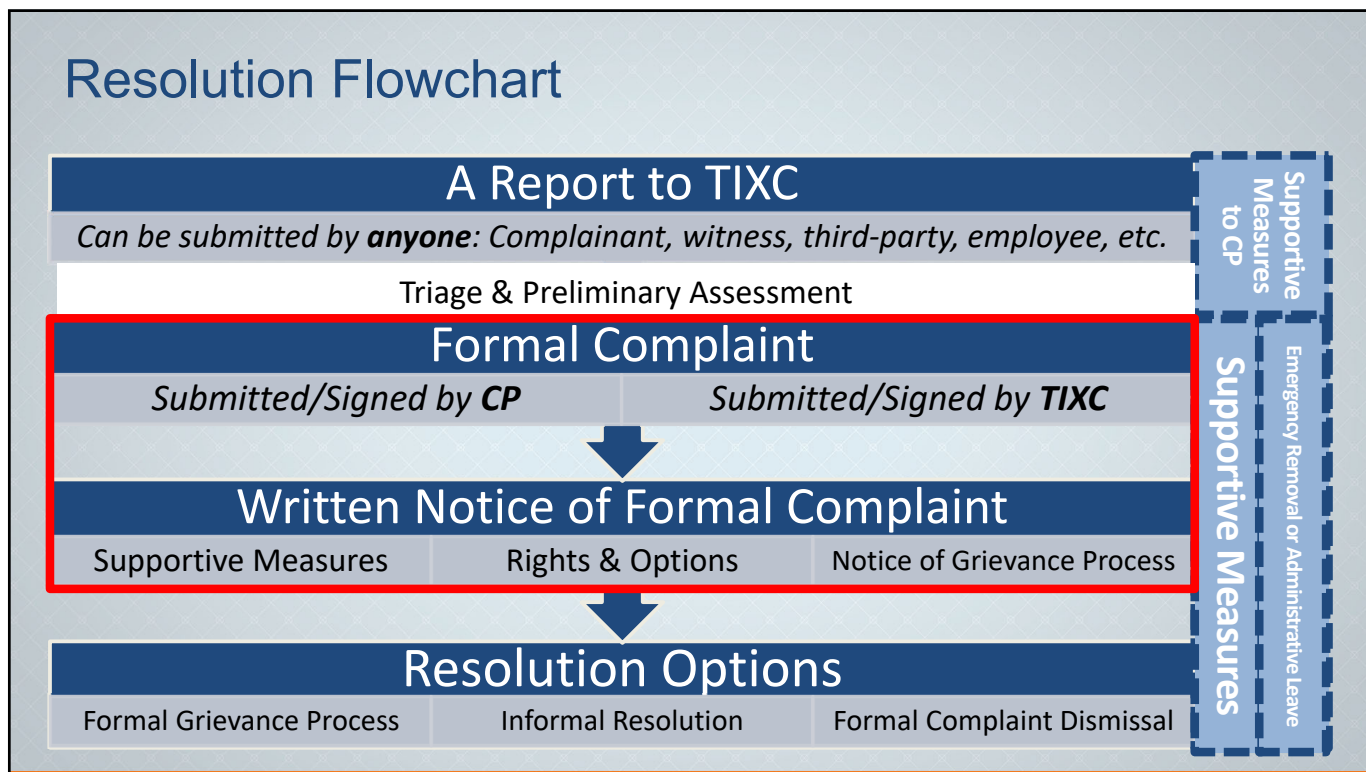 Resolution Flowchart
A Report to TIXC
Can be submitted by anyone: Complainant, witness, third-party, employee, etc.
Triage & Preliminary Assessment
Formal Complaint
Submitted/Signed by CP
Submitted/Signed by TIXC
Written Notice of Formal Complaint
Supportive Measures
Rights & Options
Notice of Grievance Process
Resolution Options
Formal Grievance Process
Informal Resolution
Formal Complaint Dismissal
Supportive
Measures
to CP
Supportive Measures
Emergency Removal or Administrative Leave